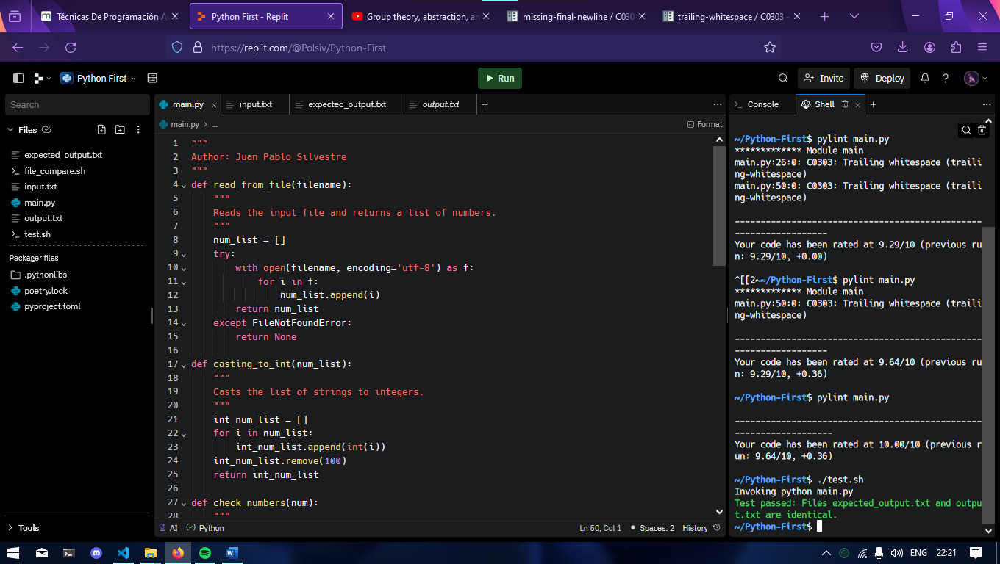 Técnicas De Programación Av
Python First - Replit
Group theory, abstraction, an
missing-final-newline / C030
trailing-whitespace / C0303 -
https://replit.com/@Polsiv/Python-First
Python First
Run
Invite
Deploy
Search
Files
expected_output.txt
file_compare.sh
input.txt
main.py
output.txt
test.sh
Packager files
.pythonlibs
poetry.lock
pyproject.toml
Tools
main.py
input.txt
expected_output.txt
output.txt
main.py > ...
Format
1 """
2 Author: Juan Pablo Silvestre
3 """
4 def read_from_file(filename):
5 """
6 Reads the input file and returns a list of numbers.
7 """
8 num_list = []
9 try:
10 with open(filename, encoding='utf-8') as f:
11 for i in f:
12 num_list.append(i)
13 return num_list
14 except FileNotFoundError:
15 return None
16
17 def casting_to_int(num_list):
18 """
19 Casts the list of strings to integers.
20 """
21 int_num_list = []
22 for i in num_list:
23 int_num_list.append(int(i))
24 int_num_list.remove(100)
25 return int_num_list
26
27 def check_numbers(num):
28 """
AI
Python
Ln 50, Col 1
Spaces: 2
History
Console
Shell
~/Python-First$ pylint main.py
************* Module main
main.py:26:0: C0303: Trailing whitespace (traili
ng-whitespace)
main.py:50:0: C0303: Trailing whitespace (traili
ng-whitespace)
------------------------------------------------
------------------
Your code has been rated at 9.29/10 (previous ru
n: 9.29/10, +0.00)
^[[2~~/Python-First$ pylint main.py
************* Module main
main.py:50:0: C0303: Trailing whitespace (traili
ng-whitespace)
------------------------------------------------
------------------
Your code has been rated at 9.64/10 (previous ru
n: 9.29/10, +0.36)
~/Python-First$ pylint main.py
------------------------------------------------
-------------------
Your code has been rated at 10.00/10 (previous r
un: 9.64/10, +0.36)
~/Python-First$ ./test.sh
Invoking python main.py
Test passed: Files expected_output.txt and outpu
t.txt are identical.
~/Python-First$
ENG
22:21